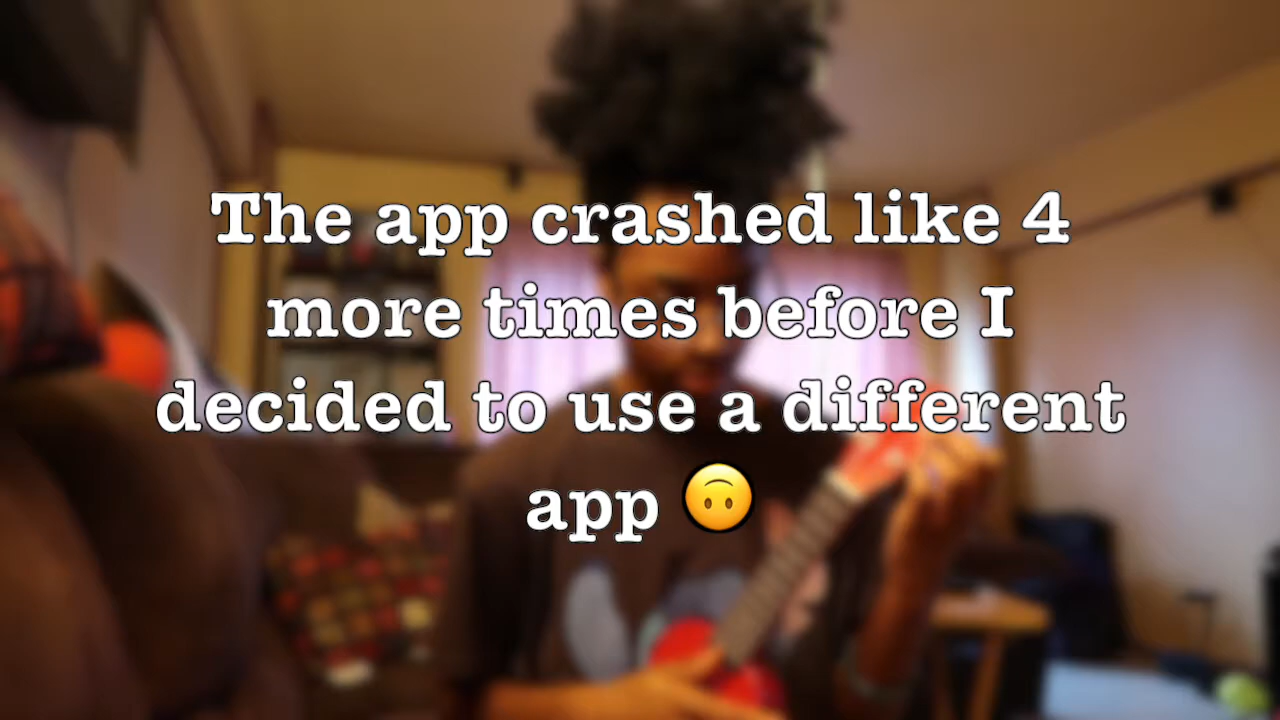 The app crashed like 4
more times before I
decided to use a different
app 🙃